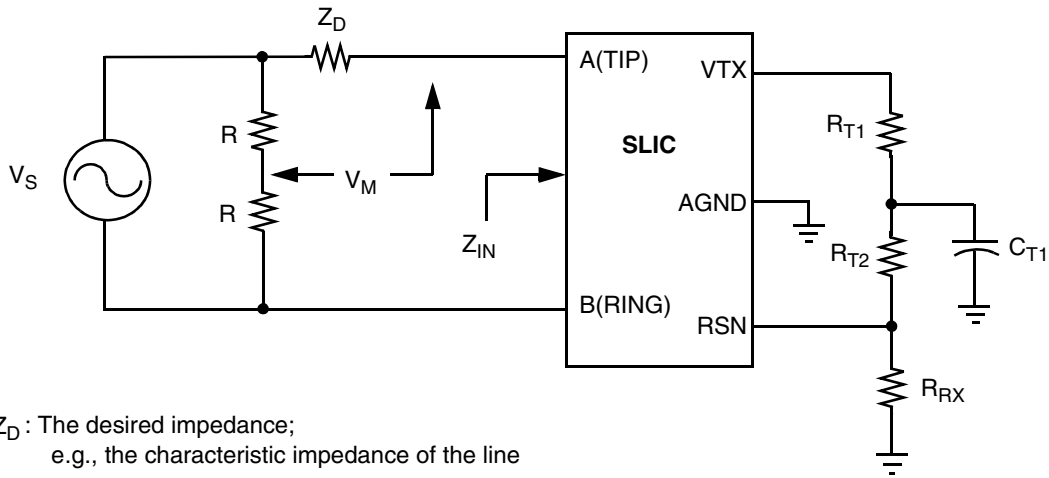 Z_D
A(TIP)
VTX
R
R_T1
SLIC
V_S
V_M
AGND
R
Z_IN
R_T2
C_T1
B(RING)
RSN
R_RX
Z_D : The desired impedance;
e.g., the characteristic impedance of the line